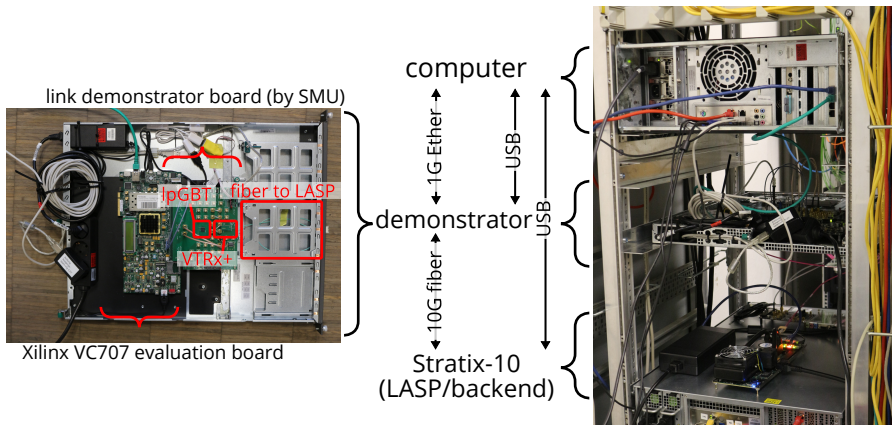 computer
link demonstrator board (by SMU)
1G Ether
USB
lpGBT
fiber to LASP
demonstrator
USB
VTRx+
10G fiber
Xilinx VC707 evaluation board
Stratix-10
(LASP/backend)